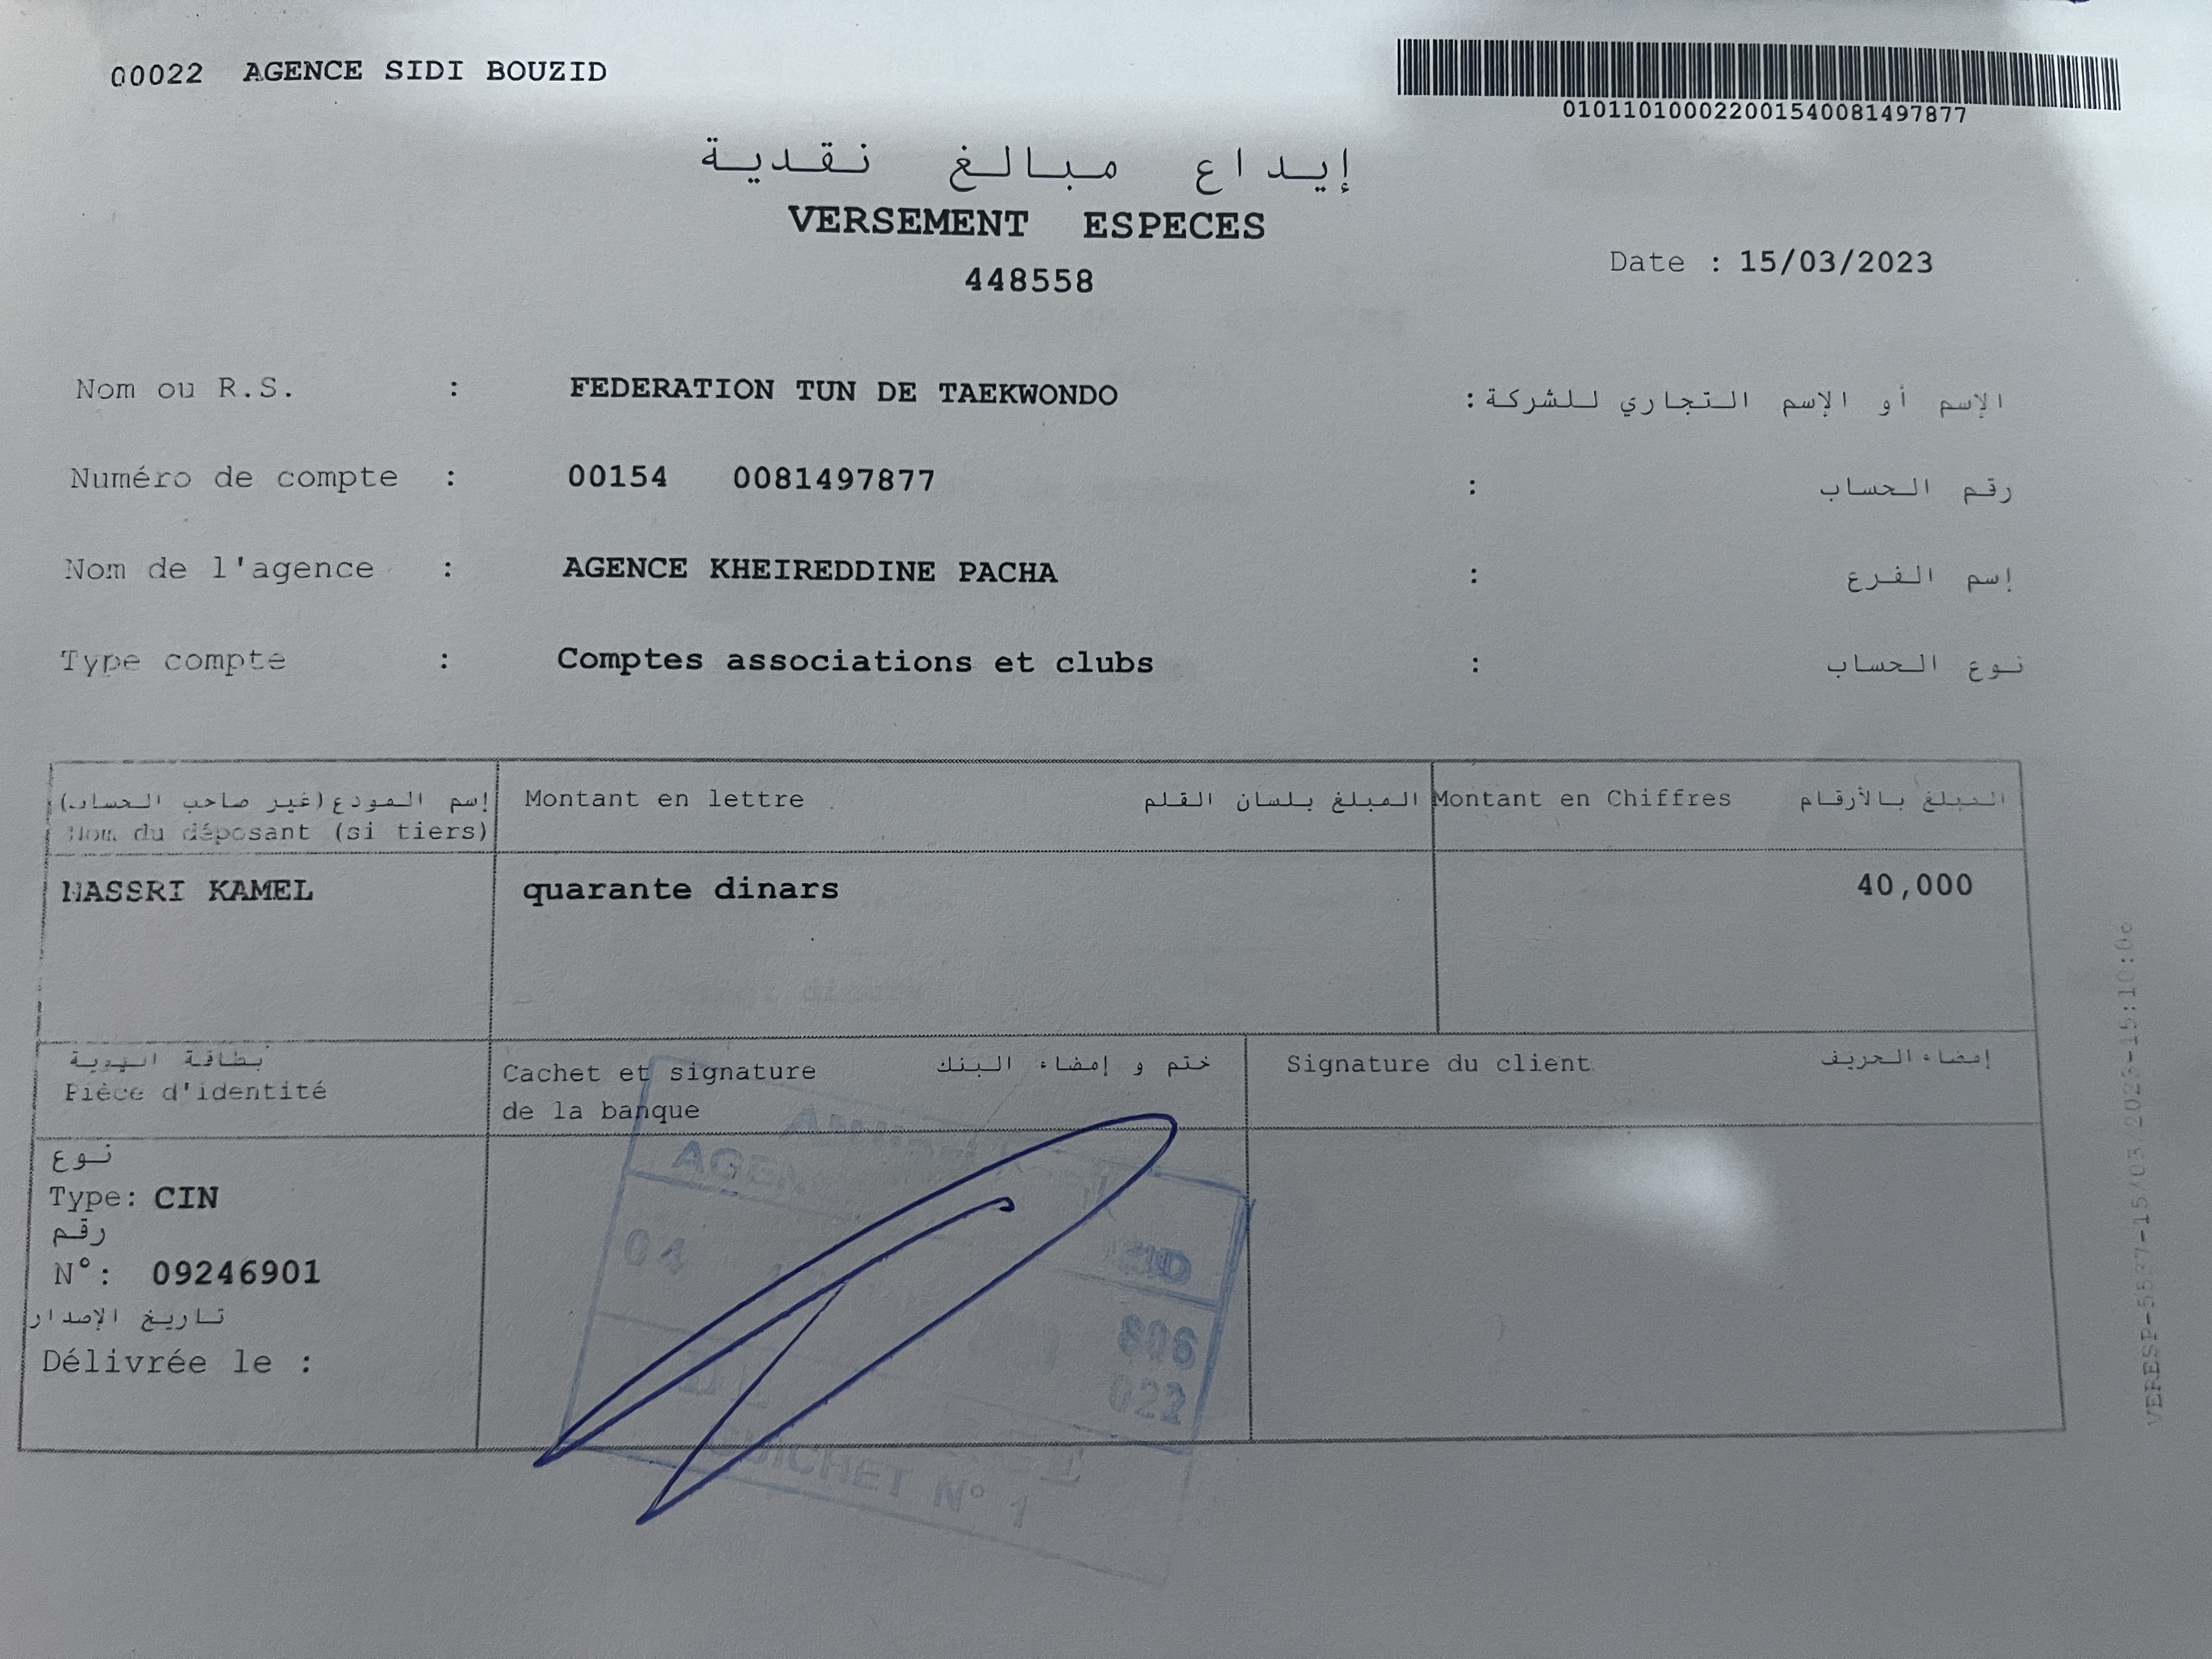 00022 AGENCE SIDI BOUZID
010110100022001540081497877
إيداع مبالغ نقدية
VERSEMENT ESPECES
448558
Date : 15/03/2023
Nom ou R.S. : FEDERATION TUN DE TAEKWONDO الإسم أو الإسم التجاري للشركة :
Numéro de compte : 00154 0081497877 رقم الحساب :
Nom de l'agence : AGENCE KHEIREDDINE PACHA إسم الفرع :
Type compte : Comptes associations et clubs نوع الحساب :
إسم المودع (غير صاحب الحساب) Montant en lettre المبلغ بلسان القلم Montant en Chiffres المبلغ بالأرقام
Nom du déposant (si tiers)
NASSRI KAMEL quarante dinars 40,000
بطاقة الهوية
Pièce d'identité
Cachet et signature ختم و إمضاء البنك
de la banque
Signature du client إمضاء الحريف
نوع
Type: CIN
رقم
N°: 09246901
تاريخ الإصدار
Délivrée le :
04
806
022
GUICHET N° 1